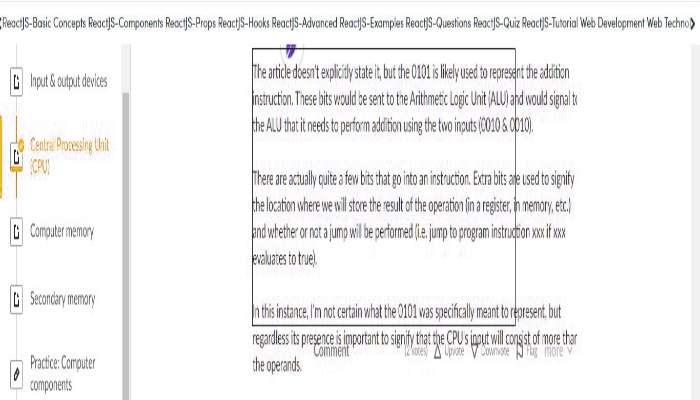 ReactJS-Basic Concepts ReactJS-Components ReactJS-Props ReactJS-Hooks ReactJS-Advanced ReactJS-Examples ReactJS-Questions ReactJS-Quiz ReactJS-Tutorial Web Development Web Techno
Input & output devices
Central Processing Unit
(CPU)
Computer memory
Secondary memory
Practice: Computer
components
The article doesn't explicitly state it, but the 0101 is likely used to represent the addition
instruction. These bits would be sent to the Arithmetic Logic Unit (ALU) and would signal to
the ALU that it needs to perform addition using the two inputs (0010 & 0010).
There are actually quite a few bits that go into an instruction. Extra bits are used to signify
the location where we will store the result of the operation (in a register, in memory, etc.)
and whether or not a jump will be performed (i.e. jump to program instruction xxx if xxx
evaluates to true).
In this instance, I'm not certain what the 0101 was specifically meant to represent, but
regardless its presence is important to signify that the CPU's input will consist of more than
Comment (2 votes) Upvote Downvote Flag more
the operands.